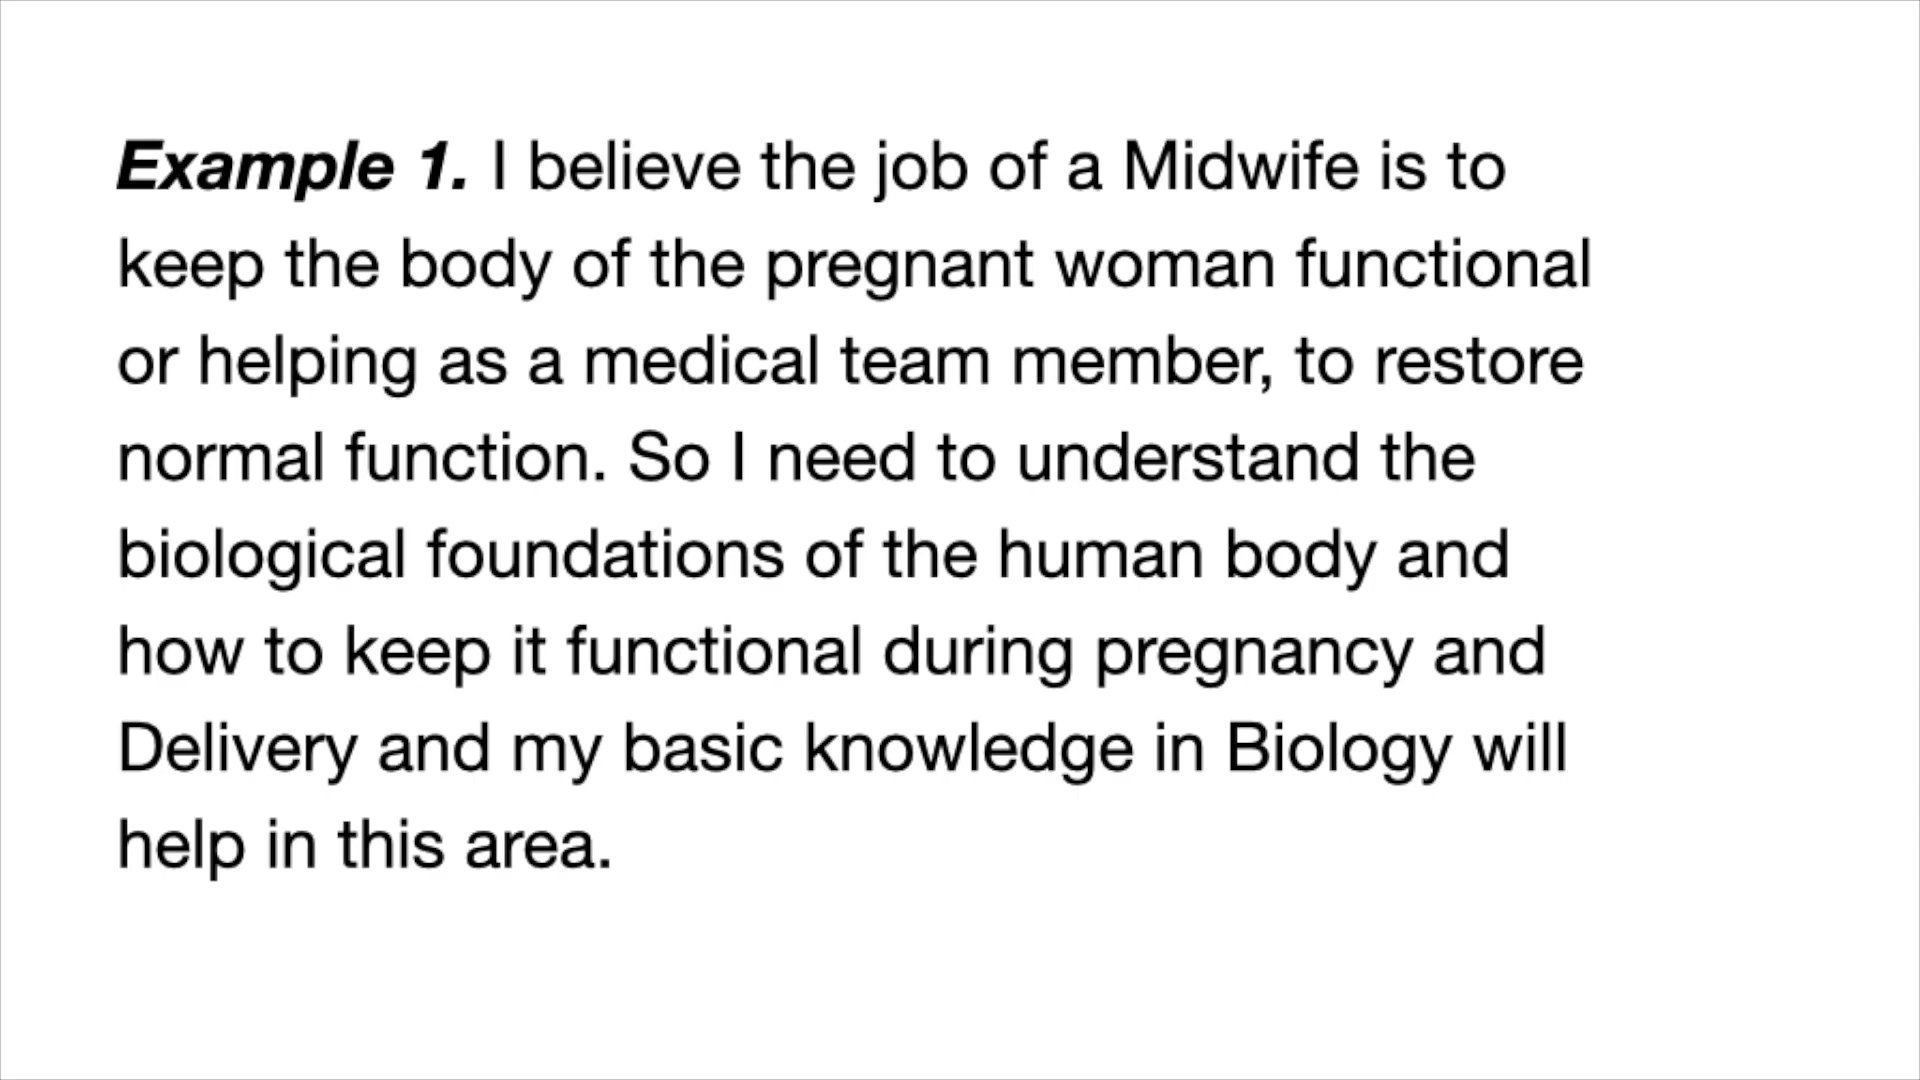 Example 1. I believe the job of a Midwife is to
keep the body of the pregnant woman functional
or helping as a medical team member, to restore
normal function. So I need to understand the
biological foundations of the human body and
how to keep it functional during pregnancy and
Delivery and my basic knowledge in Biology will
help in this area.